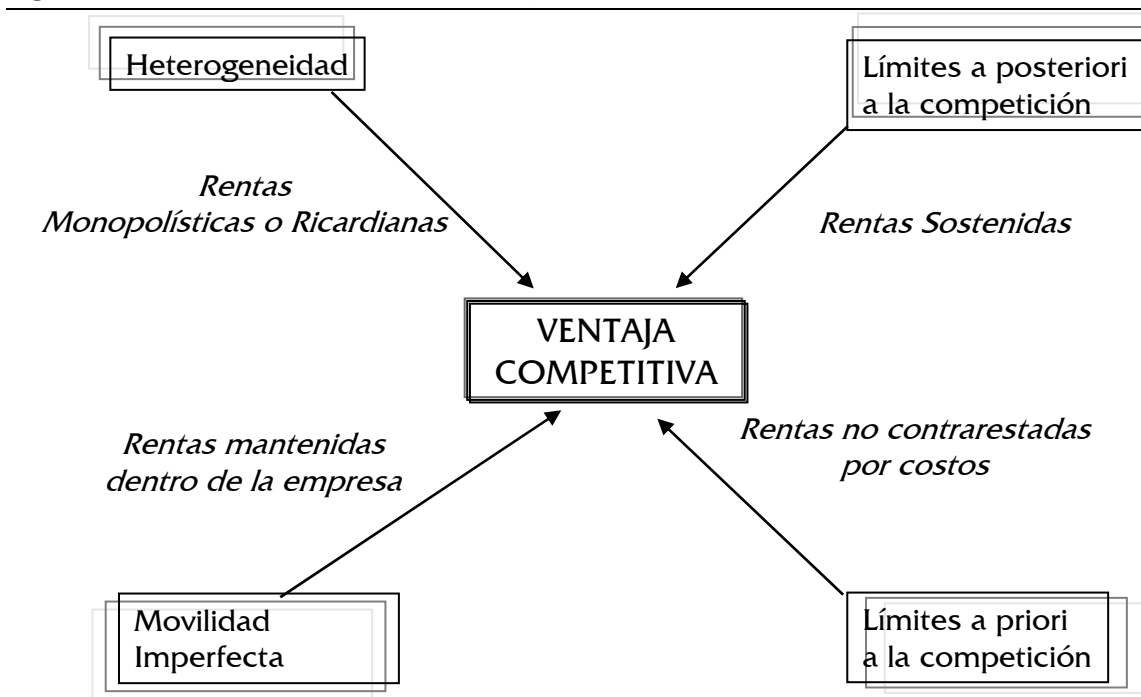 Heterogeneidad
Límites a posteriori
a la competición
Rentas
Monopolísticas o Ricardianas
Rentas Sostenidas
VENTAJA
COMPETITIVA
Rentas mantenidas
dentro de la empresa
Rentas no contrarestadas
por costos
Movilidad
Imperfecta
Límites a priori
a la competición